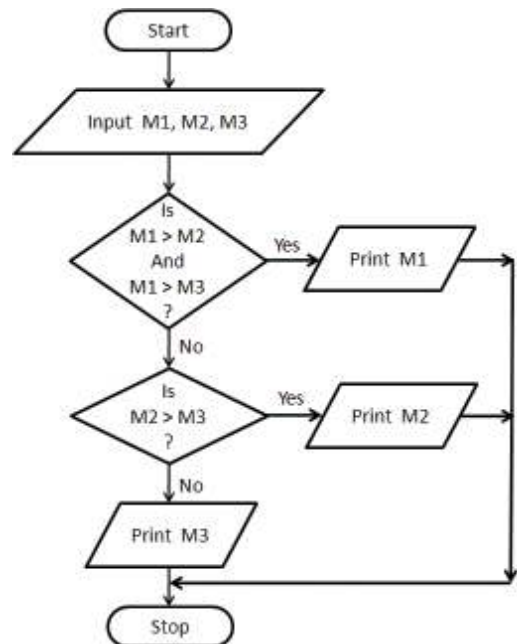 Start
Input M1, M2, M3
Is
M1 > M2
And
M1 > M3
?
Yes
Print M1
No
Is
M2 > M3
?
Yes
Print M2
No
Print M3
Stop